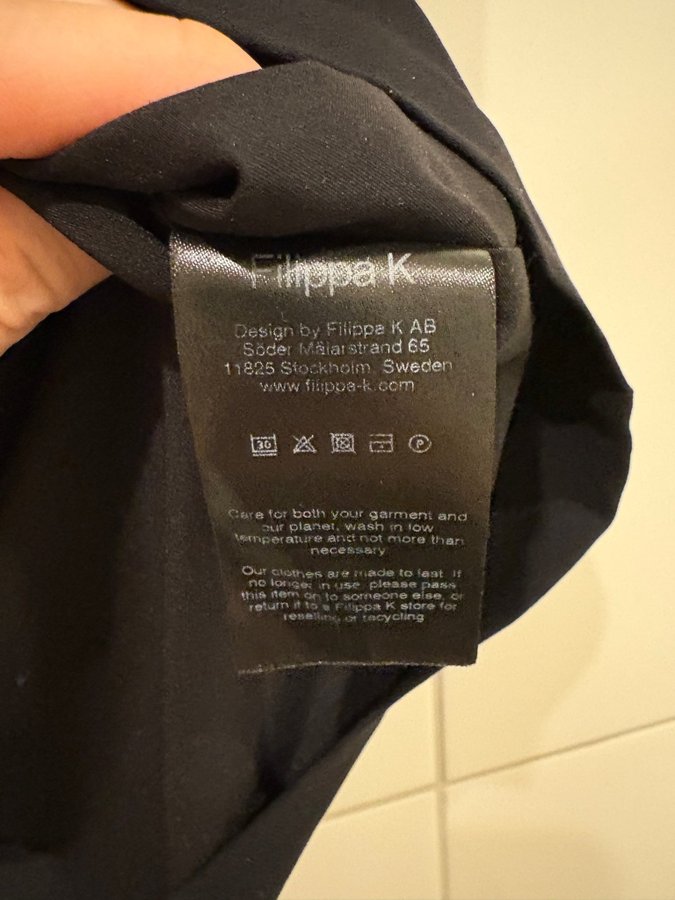 Filippa K
Design by Filippa K AB
Söder Mälarstrand 65
11825 Stockholm, Sweden
www.filippa-k.com
30 P
Care for both your garment and
our planet, wash in low
temperature and not more than
necessary
Our clothes are made to last. If
no longer in use, please pass
this item on to someone else, or
return it to a Filippa K store for
reselling or recycling